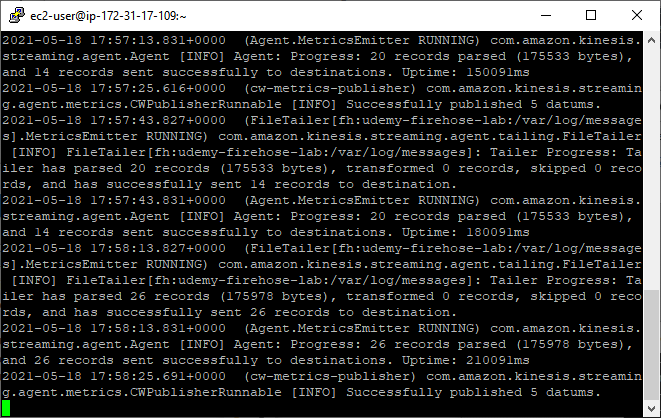 ec2-user@ip-172-31-17-109:~
2021-05-18 17:57:13.831+0000  (Agent.MetricsEmitter RUNNING) com.amazon.kinesis.
streaming.agent.Agent [INFO] Agent: Progress: 20 records parsed (175533 bytes),
and 14 records sent successfully to destinations. Uptime: 150091ms
2021-05-18 17:57:25.616+0000  (cw-metrics-publisher) com.amazon.kinesis.streamin
g.agent.metrics.CWPublisherRunnable [INFO] Successfully published 5 datums.
2021-05-18 17:57:43.827+0000  (FileTailer[fh:udemy-firehose-lab:/var/log/message
s].MetricsEmitter RUNNING) com.amazon.kinesis.streaming.agent.tailing.FileTailer
 [INFO] FileTailer[fh:udemy-firehose-lab:/var/log/messages]: Tailer Progress: Ta
iler has parsed 20 records (175533 bytes), transformed 0 records, skipped 0 reco
rds, and has successfully sent 14 records to destination.
2021-05-18 17:57:43.831+0000  (Agent.MetricsEmitter RUNNING) com.amazon.kinesis.
streaming.agent.Agent [INFO] Agent: Progress: 20 records parsed (175533 bytes),
and 14 records sent successfully to destinations. Uptime: 180091ms
2021-05-18 17:58:13.827+0000  (FileTailer[fh:udemy-firehose-lab:/var/log/message
s].MetricsEmitter RUNNING) com.amazon.kinesis.streaming.agent.tailing.FileTailer
 [INFO] FileTailer[fh:udemy-firehose-lab:/var/log/messages]: Tailer Progress: Ta
iler has parsed 26 records (175978 bytes), transformed 0 records, skipped 0 reco
rds, and has successfully sent 26 records to destination.
2021-05-18 17:58:13.831+0000  (Agent.MetricsEmitter RUNNING) com.amazon.kinesis.
streaming.agent.Agent [INFO] Agent: Progress: 26 records parsed (175978 bytes),
and 26 records sent successfully to destinations. Uptime: 210091ms
2021-05-18 17:58:25.691+0000  (cw-metrics-publisher) com.amazon.kinesis.streamin
g.agent.metrics.CWPublisherRunnable [INFO] Successfully published 5 datums.